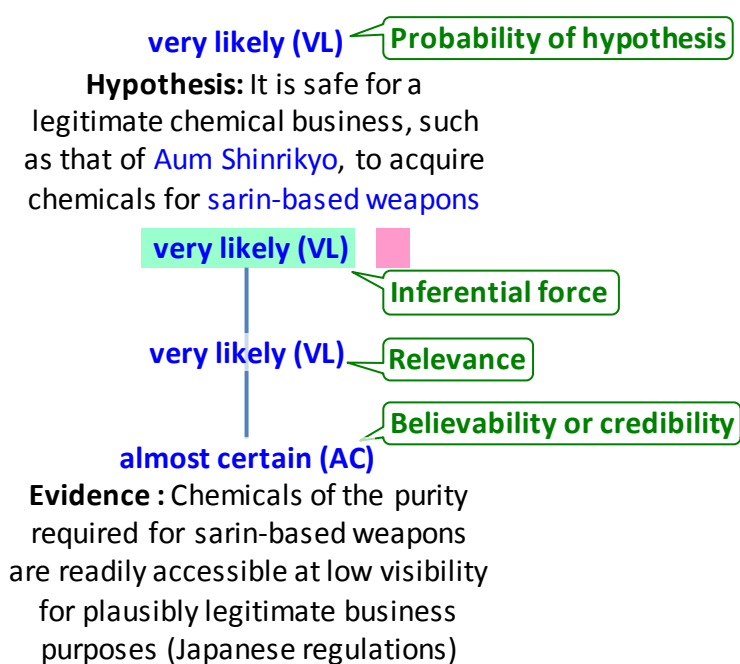 very likely (VL)
Probability of hypothesis
Hypothesis: It is safe for a
legitimate chemical business, such
as that of Aum Shinrikyo, to acquire
chemicals for sarin-based weapons
very likely (VL)
Inferential force
very likely (VL)
Relevance
Believability or credibility
almost certain (AC)
Evidence : Chemicals of the purity
required for sarin-based weapons
are readily accessible at low visibility
for plausibly legitimate business
purposes (Japanese regulations)